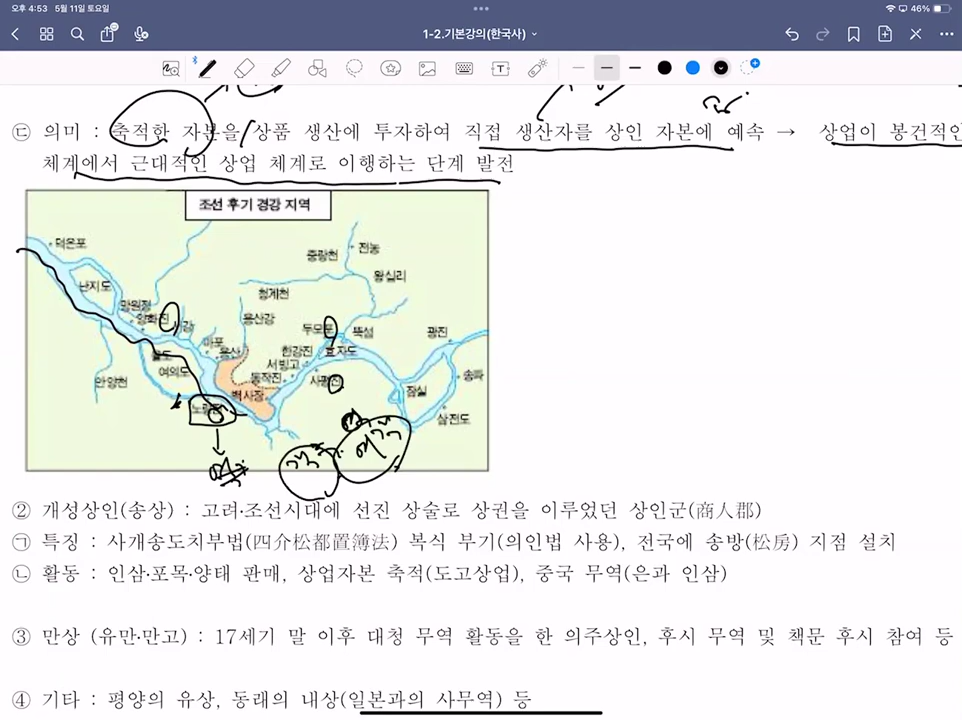 오후 4:53 5월 11일 토요일
46%
1-2.기본강의(한국사)
㉢ 의미 : 축적한 자본을 상품 생산에 투자하여 직접 생산자를 상인 자본에 예속 → 상업이 봉건적인
체계에서 근대적인 상업 체계로 이행하는 단계 발전
조선 후기 경강 지역
덕은포
전농
중랑천
왕십리
난지도
청계천
망원정
양화진
용산강
두모포
뚝섬
광진
마포
용산
한강진
효자도
서빙고
여의도
동작진
사평진
송파
안양천
백사장
잠실
삼전도
② 개성상인(송상) : 고려·조선시대에 선진 상술로 상권을 이루었던 상인군(商人郡)
㉠ 특징 : 사개송도치부법(四介松都置簿法) 복식 부기(의인법 사용), 전국에 송방(松房) 지점 설치
㉡ 활동 : 인삼·포목·양태 판매, 상업자본 축적(도고상업), 중국 무역(은과 인삼)
③ 만상 (유만·만고) : 17세기 말 이후 대청 무역 활동을 한 의주상인, 후시 무역 및 책문 후시 참여 등
④ 기타 : 평양의 유상, 동래의 내상(일본과의 사무역) 등